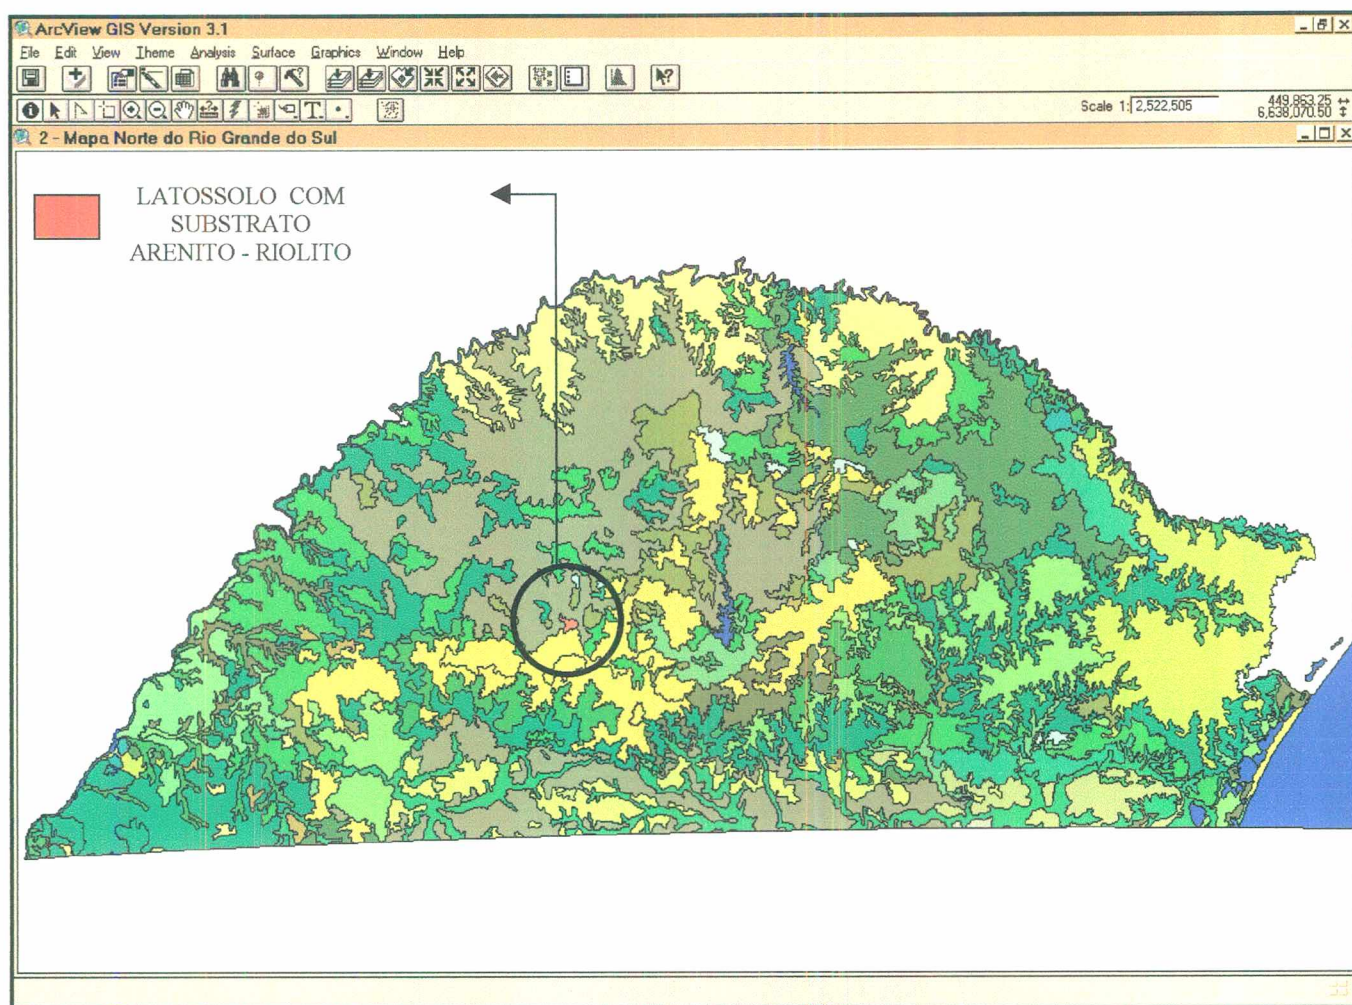 ArcView GIS Version 3.1
File Edit View Theme Analysis Surface Graphics Window Help
Scale 1: 2,522,505
449,863.25
6,638,070.50
2 - Mapa Norte do Rio Grande do Sul
LATOSSOLO COM
SUBSTRATO
ARENITO - RIOLITO